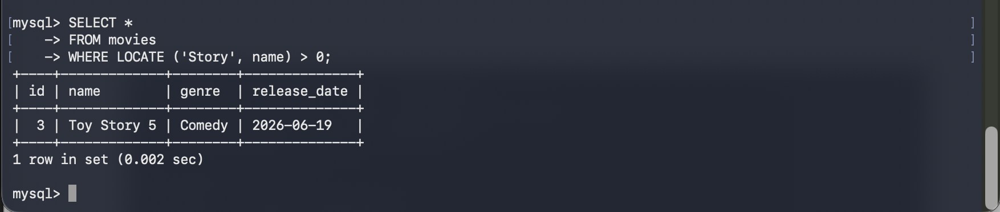 [mysql> SELECT * ]
[    -> FROM movies ]
[    -> WHERE LOCATE ('Story', name) > 0; ]
+----+-------------+--------+--------------+
| id | name        | genre  | release_date |
+----+-------------+--------+--------------+
|  3 | Toy Story 5 | Comedy | 2026-06-19   |
+----+-------------+--------+--------------+
1 row in set (0.002 sec)
mysql>